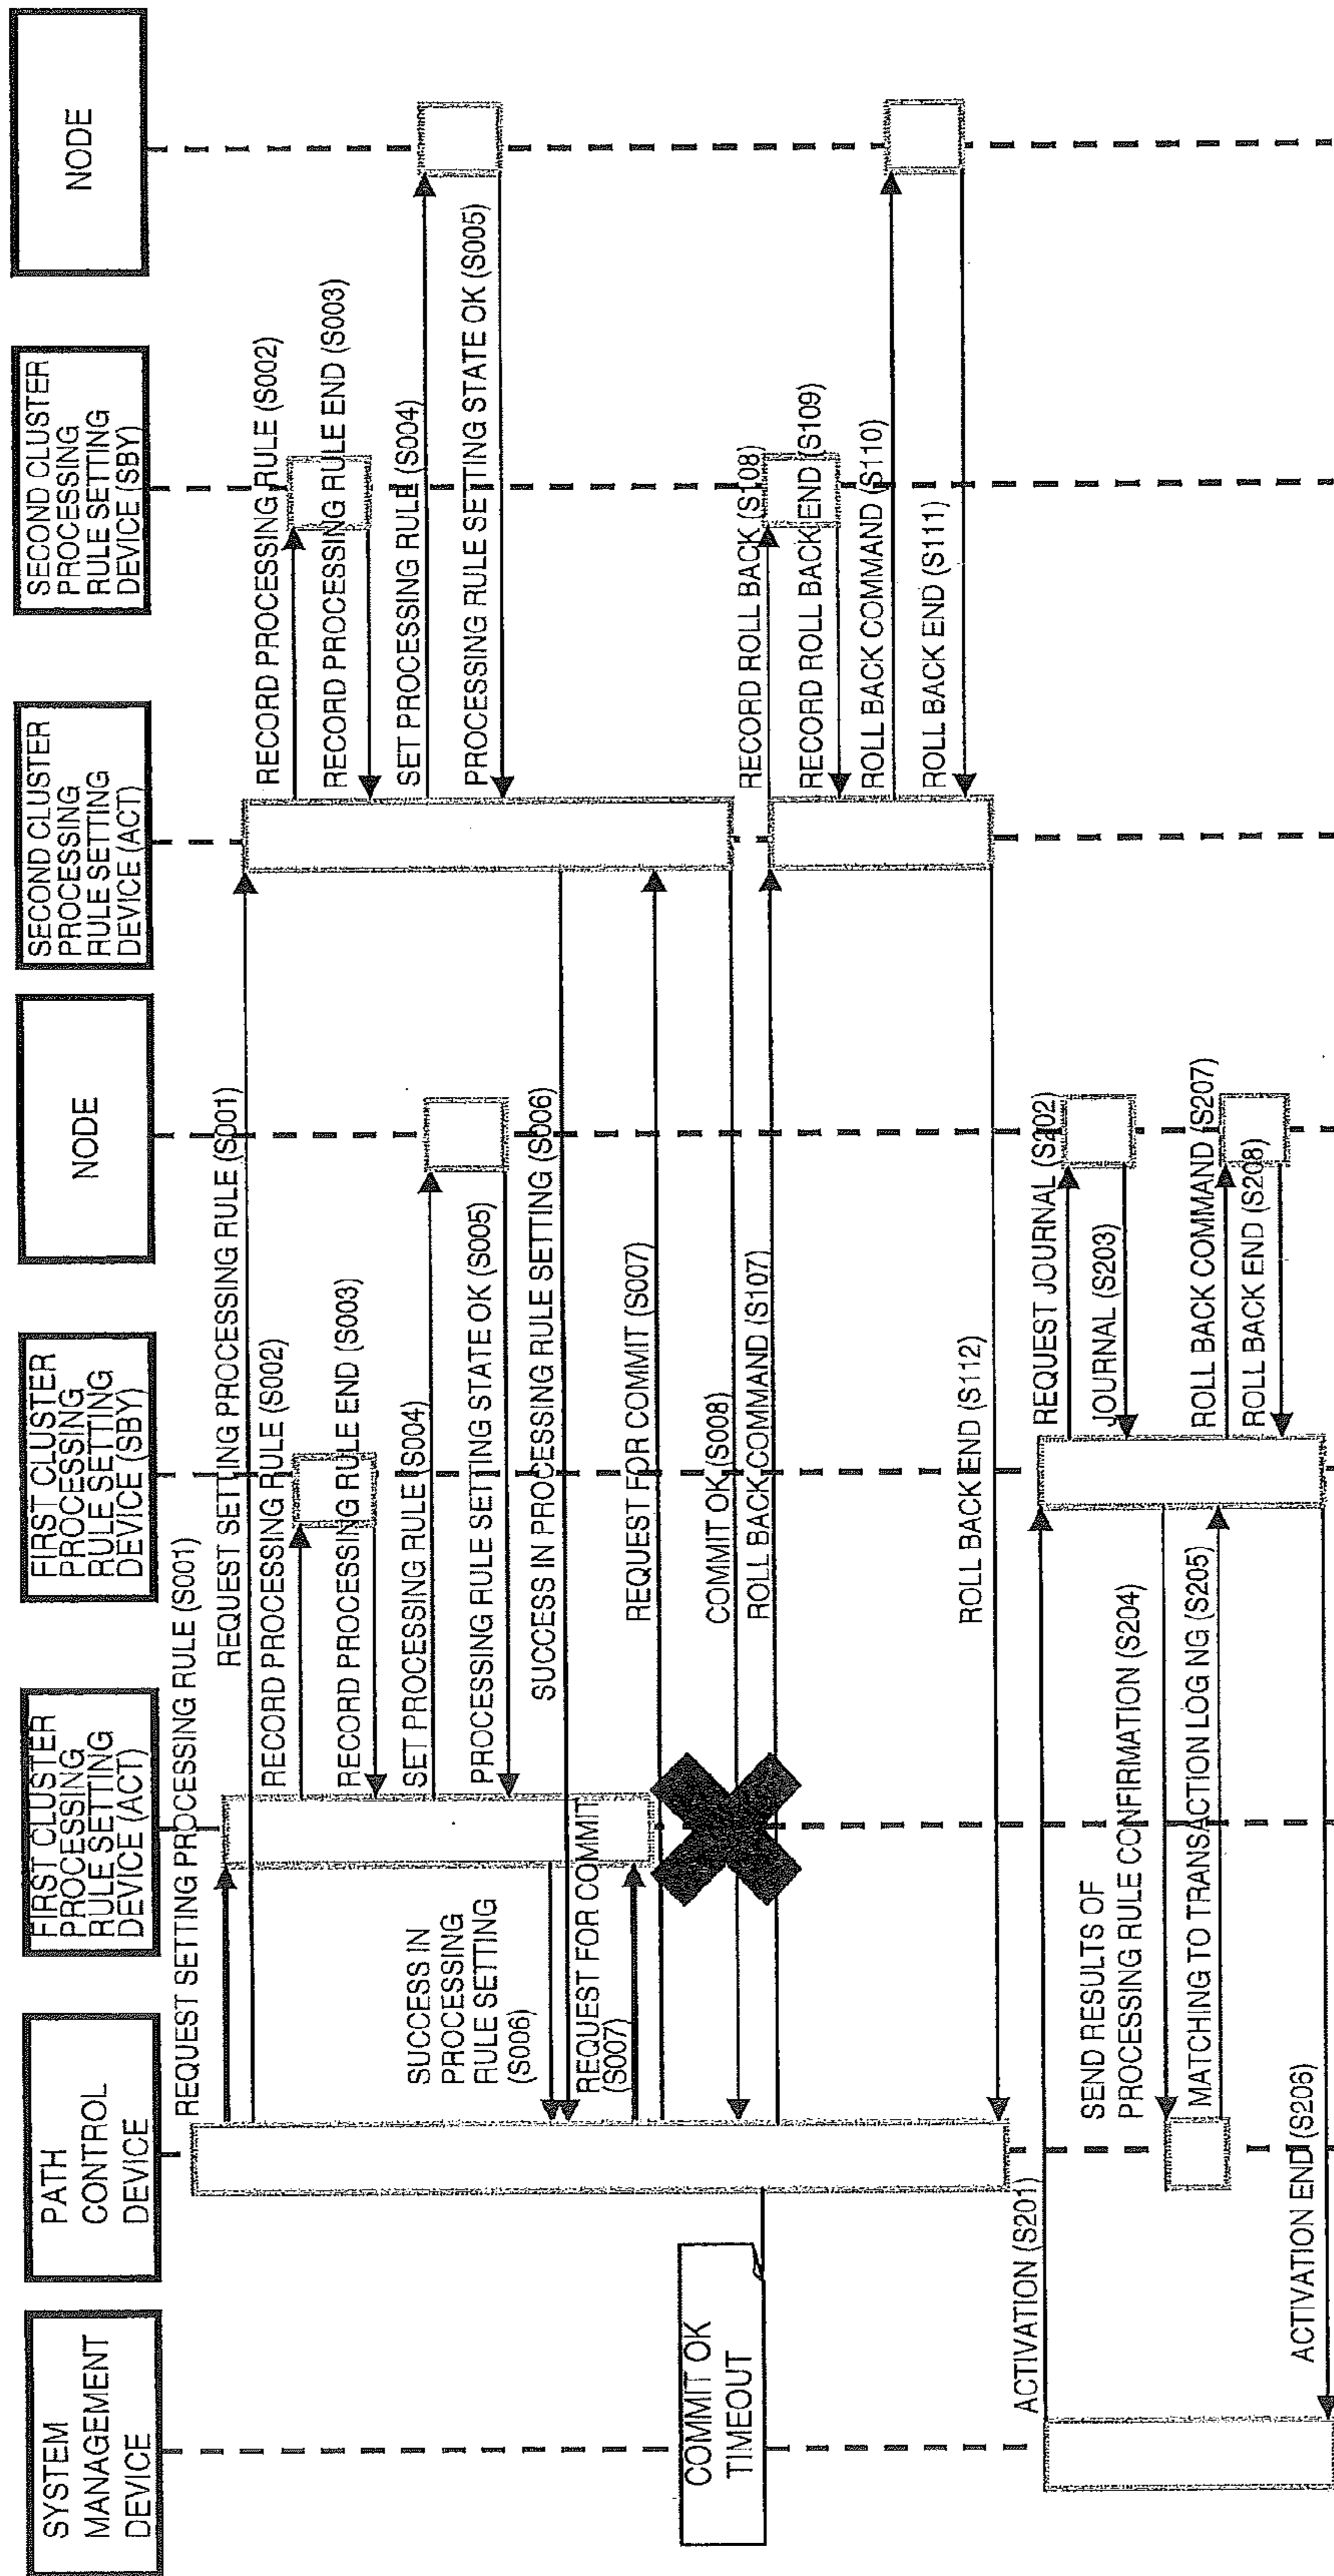 SYSTEM
MANAGEMENT
DEVICE
PATH
CONTROL
DEVICE
FIRST CLUSTER
PROCESSING
RULE SETTING
DEVICE (ACT)
FIRST CLUSTER
PROCESSING
RULE SETTING
DEVICE (SBY)
NODE
SECOND CLUSTER
PROCESSING
RULE SETTING
DEVICE (ACT)
SECOND CLUSTER
PROCESSING
RULE SETTING
DEVICE (SBY)
NODE
REQUEST SETTING PROCESSING RULE (S001)
REQUEST SETTING PROCESSING RULE (S001)
RECORD PROCESSING RULE (S002)
RECORD PROCESSING RULE (S002)
RECORD PROCESSING RULE END (S003)
RECORD PROCESSING RULE END (S003)
SET PROCESSING RULE (S004)
SET PROCESSING RULE (S004)
PROCESSING RULE SETTING STATE OK (S005)
PROCESSING RULE SETTING STATE OK (S005)
SUCCESS IN
PROCESSING
RULE SETTING
(S006)
SUCCESS IN PROCESSING RULE SETTING (S006)
REQUEST FOR COMMIT
(S007)
REQUEST FOR COMMIT (S007)
COMMIT OK (S008)
COMMIT OK
TIMEOUT
ROLL BACK COMMAND (S107)
RECORD ROLL BACK (S108)
RECORD ROLL BACK END (S109)
ROLL BACK COMMAND (S110)
ROLL BACK END (S111)
ROLL BACK END (S112)
ACTIVATION (S201)
REQUEST JOURNAL (S202)
JOURNAL (S203)
SEND RESULTS OF
PROCESSING RULE CONFIRMATION (S204)
MATCHING TO TRANSACTION LOG NG (S205)
ROLL BACK COMMAND (S207)
ROLL BACK END (S208)
ACTIVATION END (S206)